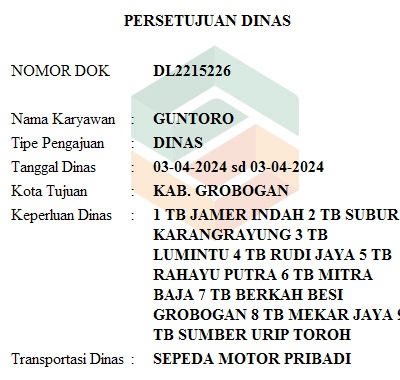 PERSETUJUAN DINAS
NOMOR DOK DL2215226
Nama Karyawan : GUNTORO
Tipe Pengajuan : DINAS
Tanggal Dinas : 03-04-2024 sd 03-04-2024
Kota Tujuan : KAB. GROBOGAN
Keperluan Dinas : 1 TB JAMER INDAH 2 TB SUBUR
KARANGRAYUNG 3 TB
LUMINTU 4 TB RUDI JAYA 5 TB
RAHAYU PUTRA 6 TB MITRA
BAJA 7 TB BERKAH BESI
GROBOGAN 8 TB MEKAR JAYA 9
TB SUMBER URIP TOROH
Transportasi Dinas : SEPEDA MOTOR PRIBADI